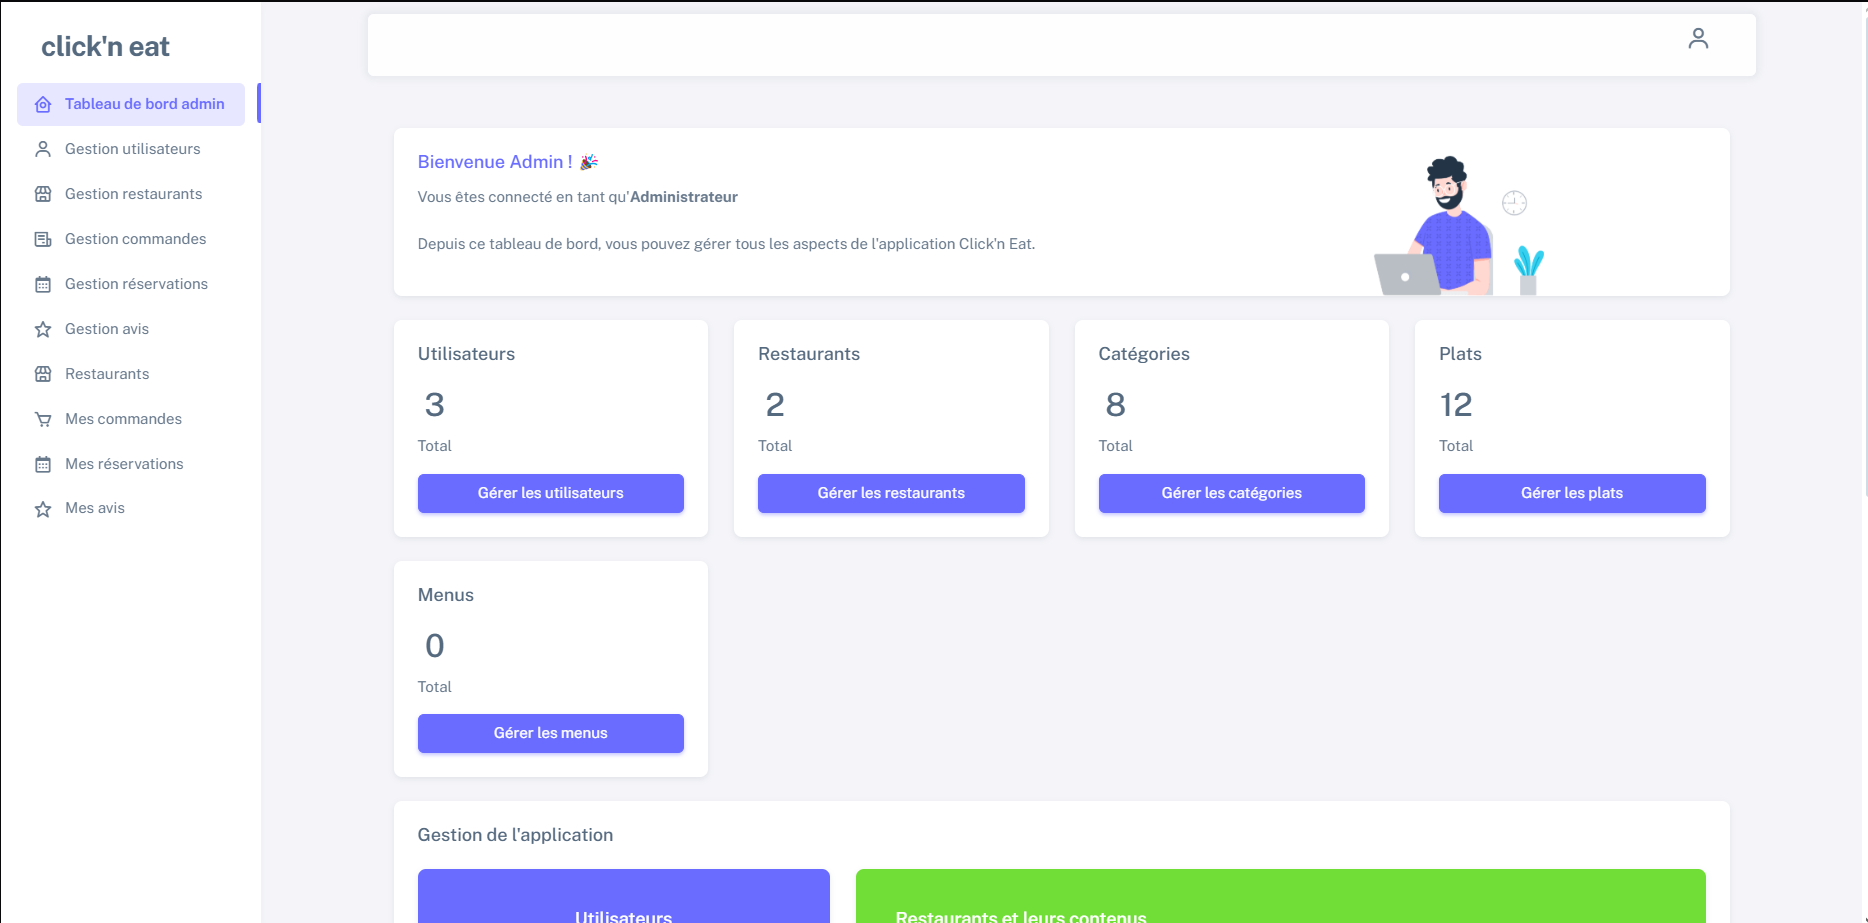 click'n eat
Tableau de bord admin
Gestion utilisateurs
Gestion restaurants
Gestion commandes
Gestion réservations
Gestion avis
Restaurants
Mes commandes
Mes réservations
Mes avis
Bienvenue Admin ! 🎉
Vous êtes connecté en tant qu'Administrateur
Depuis ce tableau de bord, vous pouvez gérer tous les aspects de l'application Click'n Eat.
Utilisateurs
3
Total
Gérer les utilisateurs
Restaurants
2
Total
Gérer les restaurants
Catégories
8
Total
Gérer les catégories
Plats
12
Total
Gérer les plats
Menus
0
Total
Gérer les menus
Gestion de l'application
Utilisateurs
Restaurants et leurs contenus